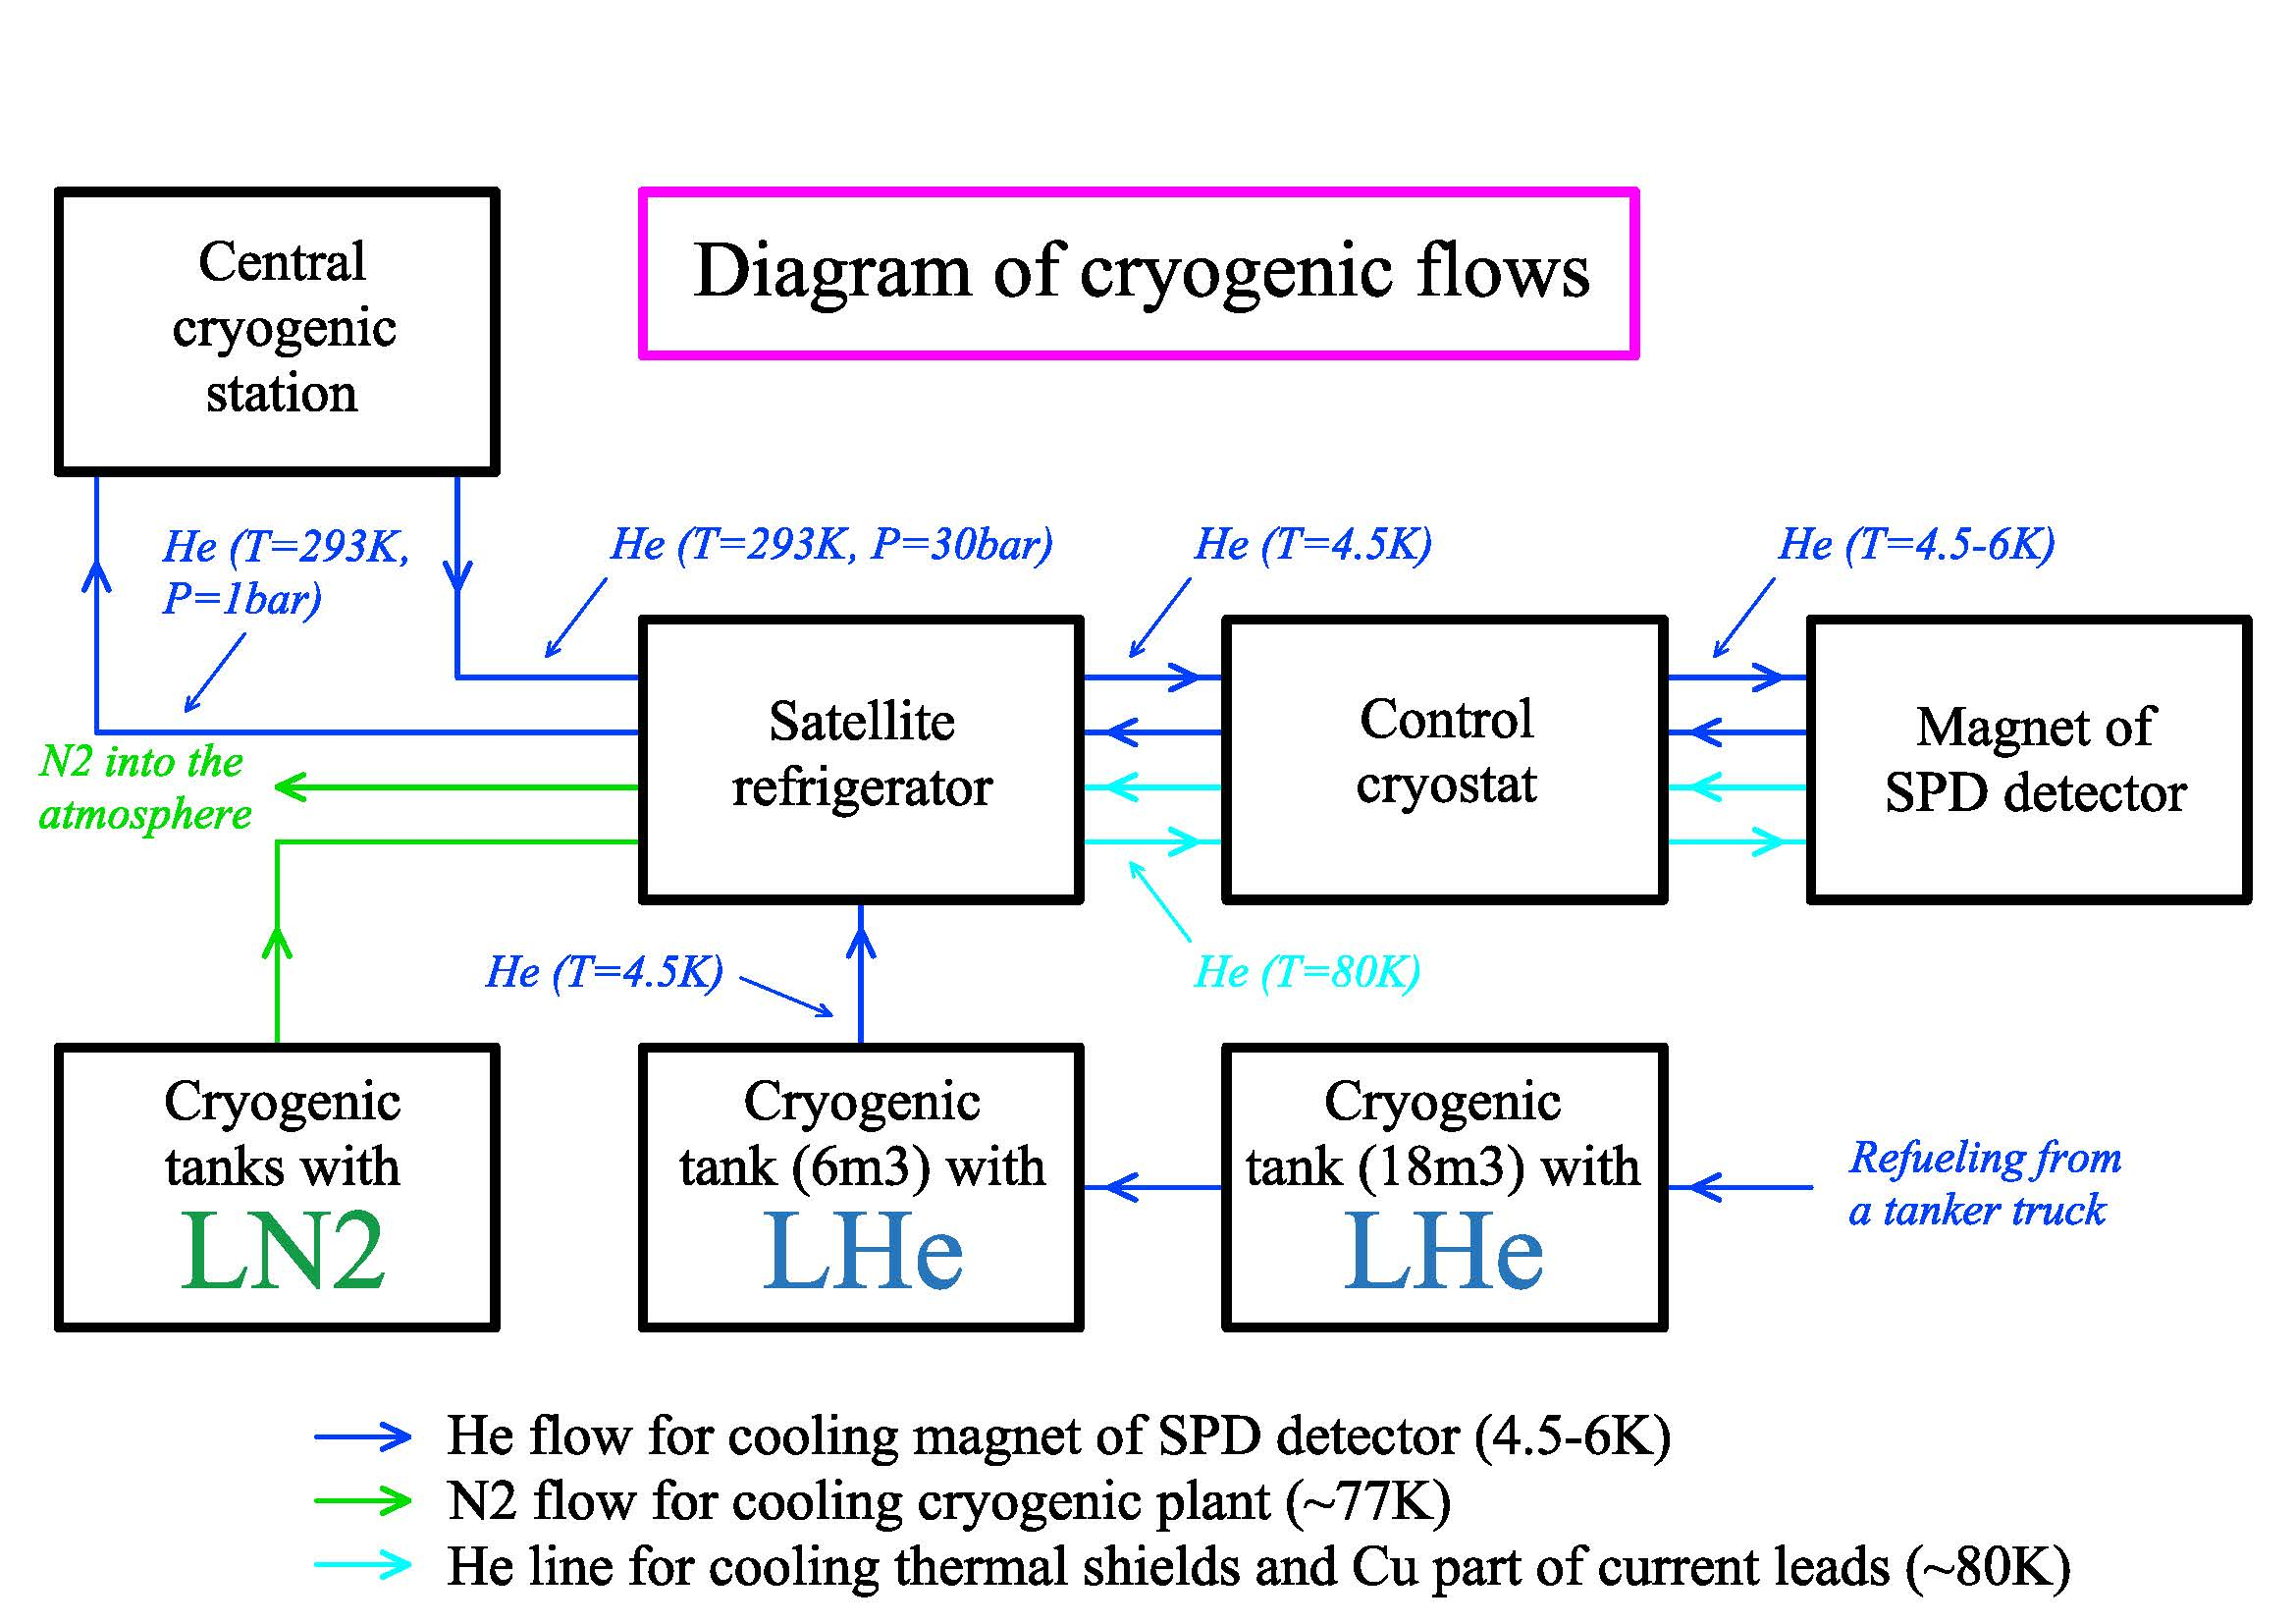 Central
cryogenic
station
Diagram of cryogenic flows
He (T=293K,
P=1bar)
He (T=293K, P=30bar)
He (T=4.5K)
He (T=4.5-6K)
N2 into the
atmosphere
Satellite
refrigerator
Control
cryostat
Magnet of
SPD detector
He (T=4.5K)
He (T=80K)
Cryogenic
tanks with
LN2
Cryogenic
tank (6m3) with
LHe
Cryogenic
tank (18m3) with
LHe
Refueling from
a tanker truck
He flow for cooling magnet of SPD detector (4.5-6K)
N2 flow for cooling cryogenic plant (~77K)
He line for cooling thermal shields and Cu part of current leads (~80K)